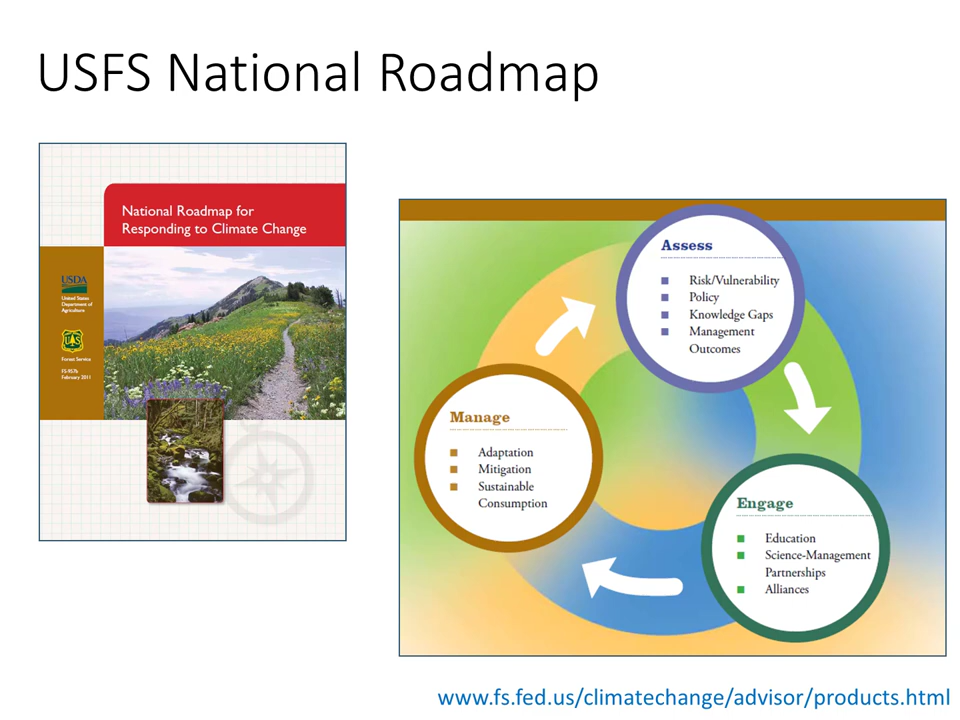 USFS National Roadmap
National Roadmap for
Responding to Climate Change
USDA
United States
Department of
Agriculture
Forest Service
FS-957b
February 2011
Assess
Risk/Vulnerability
Policy
Knowledge Gaps
Management
Outcomes
Manage
Adaptation
Mitigation
Sustainable
Consumption
Engage
Education
Science-Management
Partnerships
Alliances
www.fs.fed.us/climatechange/advisor/products.html